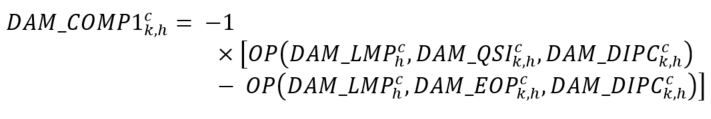 DAM_COMP1^c_{k,h} = −1
× [OP(DAM_LMP^c_h, DAM_QSI^c_{k,h}, DAM_DIPC^c_{k,h})
− OP(DAM_LMP^c_h, DAM_EOP^c_{k,h}, DAM_DIPC^c_{k,h})]